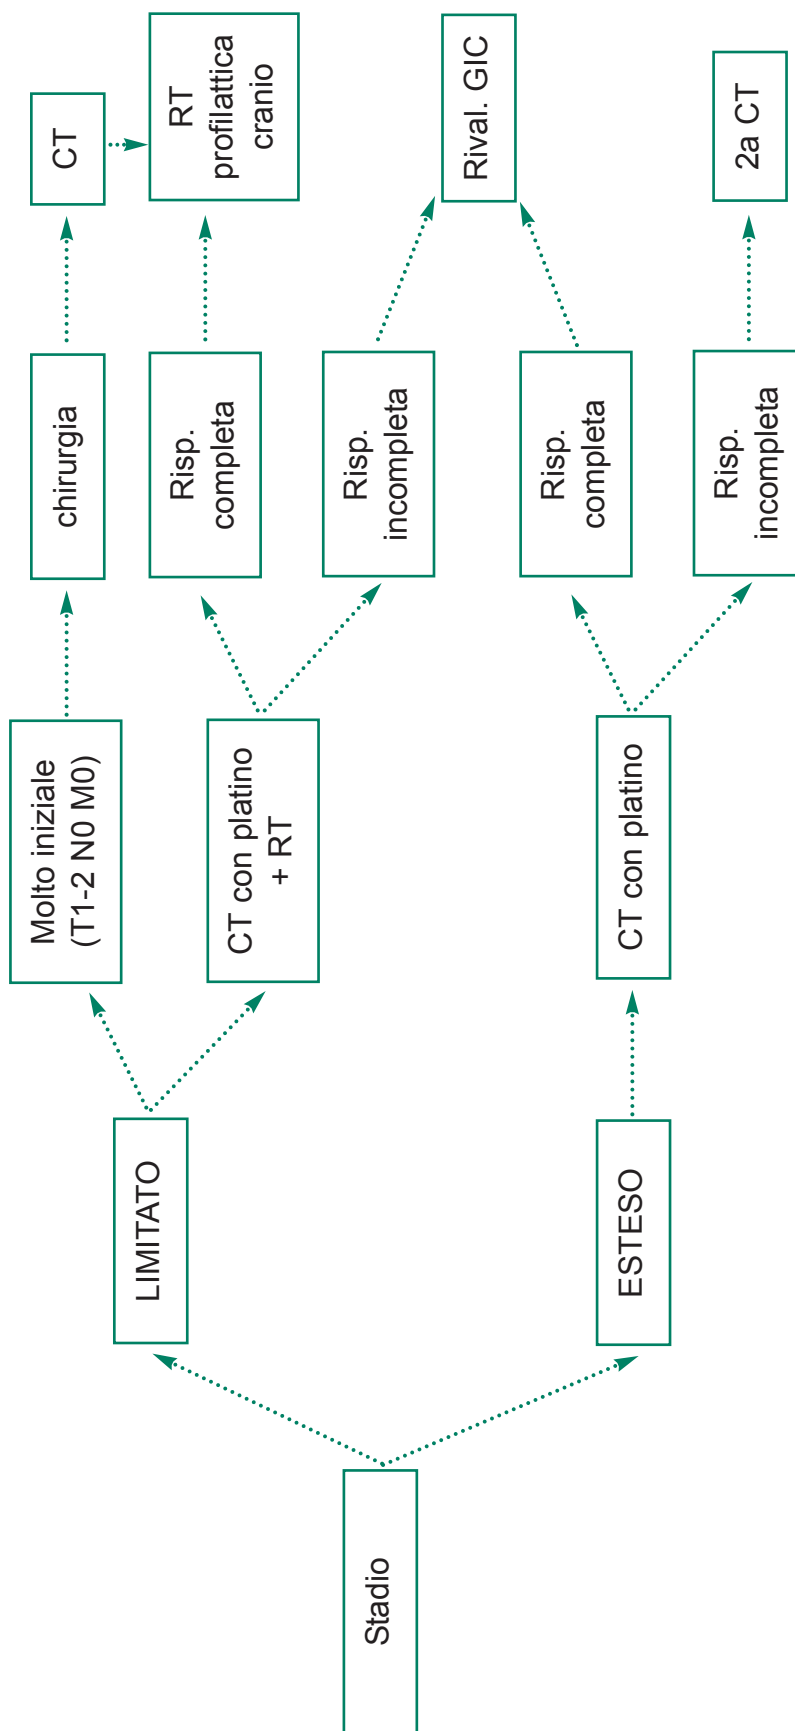 Stadio
LIMITATO
ESTESO
Molto iniziale
(T1-2 N0 M0)
CT con platino
+ RT
CT con platino
chirurgia
Risp.
completa
Risp.
incompleta
Risp.
completa
Risp.
incompleta
CT
RT
profilattica
cranio
Rival. GIC
2a CT